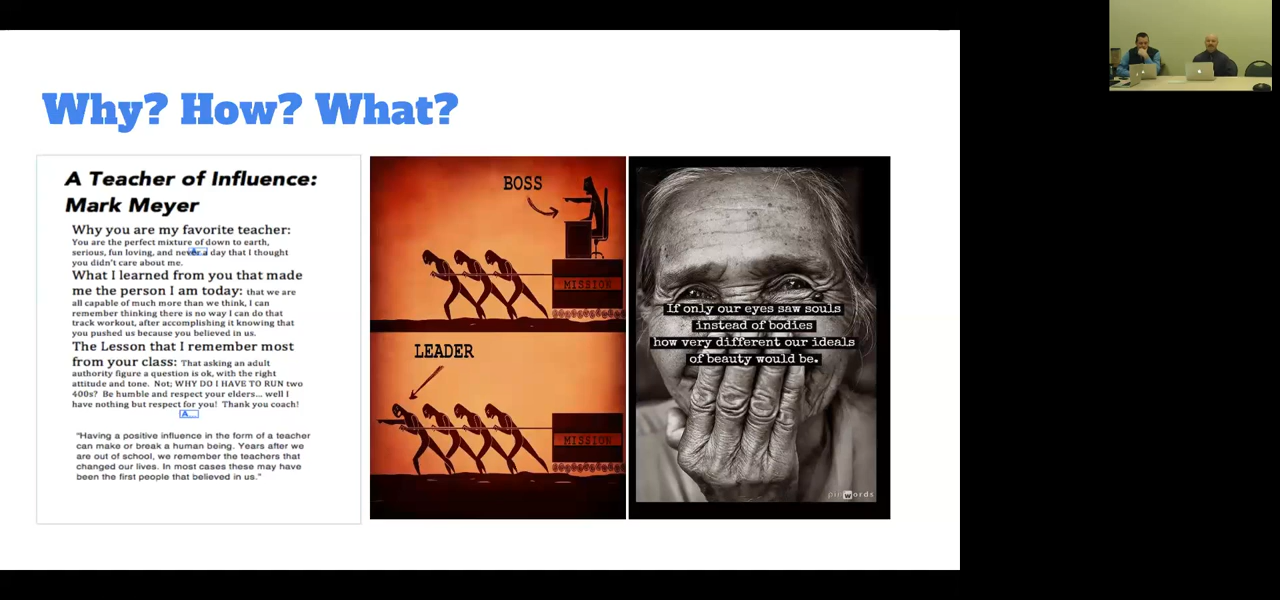 Why? How? What?
A Teacher of Influence:
Mark Meyer
Why you are my favorite teacher:
You are the perfect mixture of down to earth,
serious, fun loving, and never a day that I thought
you didn't care about me.
What I learned from you that made
me the person I am today: that we are
all capable of much more than we think, I can
remember thinking there is no way I can do that
track workout, after accomplishing it knowing that
you pushed us because you believed in us.
The Lesson that I remember most
from your class: That asking an adult
authority figure a question is ok, with the right
attitude and tone. Not; WHY DO I HAVE TO RUN two
400s? Be humble and respect your elders... well I
have nothing but respect for you! Thank you coach!
A...
"Having a positive influence in the form of a teacher
can make or break a human being. Years after we
are out of school, we remember the teachers that
changed our lives. In most cases these may have
been the first people that believed in us."
BOSS
MISSION
LEADER
MISSION
If only our eyes saw souls
instead of bodies
how very different our ideals
of beauty would be.
pinwords